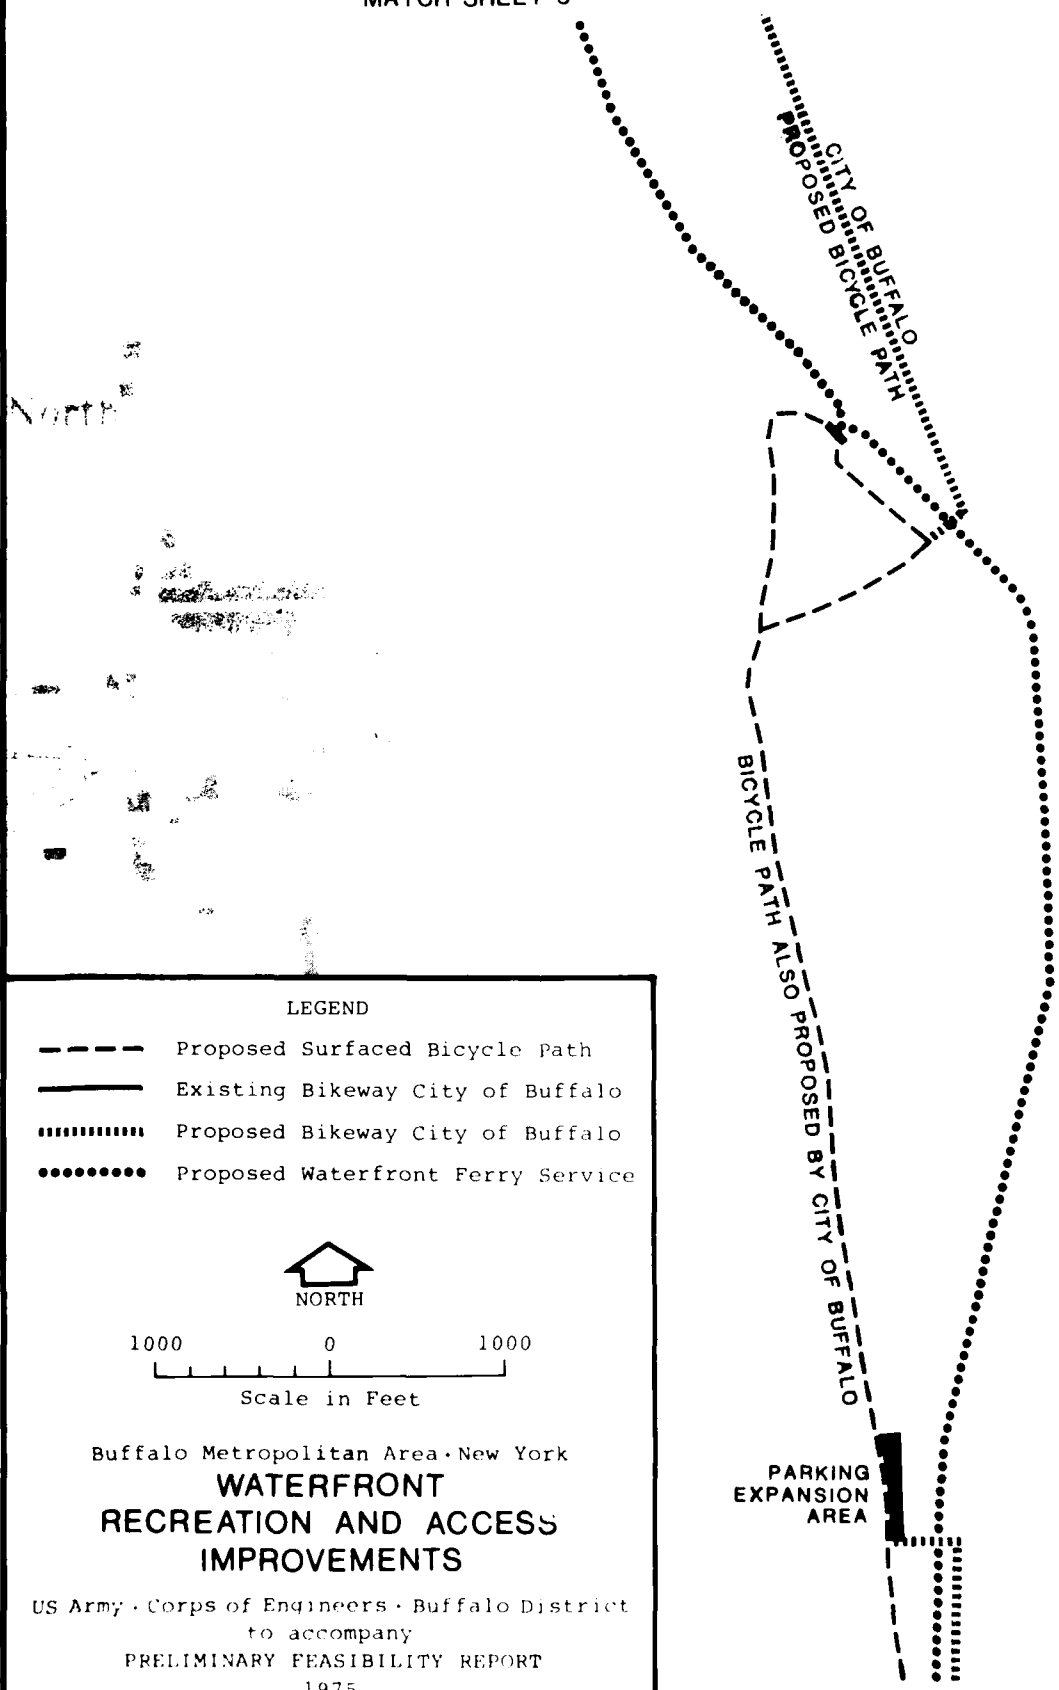 MATCH SHEET
CITY OF BUFFALO
PROPOSED BICYCLE PATH
North
BICYCLE PATH ALSO PROPOSED BY CITY OF BUFFALO
PARKING
EXPANSION
AREA
LEGEND
Proposed Surfaced Bicycle Path
Existing Bikeway City of Buffalo
Proposed Bikeway City of Buffalo
Proposed Waterfront Ferry Service
NORTH
1000 0 1000
Scale in Feet
Buffalo Metropolitan Area · New York
WATERFRONT
RECREATION AND ACCESS
IMPROVEMENTS
US Army · Corps of Engineers · Buffalo District
to accompany
PRELIMINARY FEASIBILITY REPORT
1975